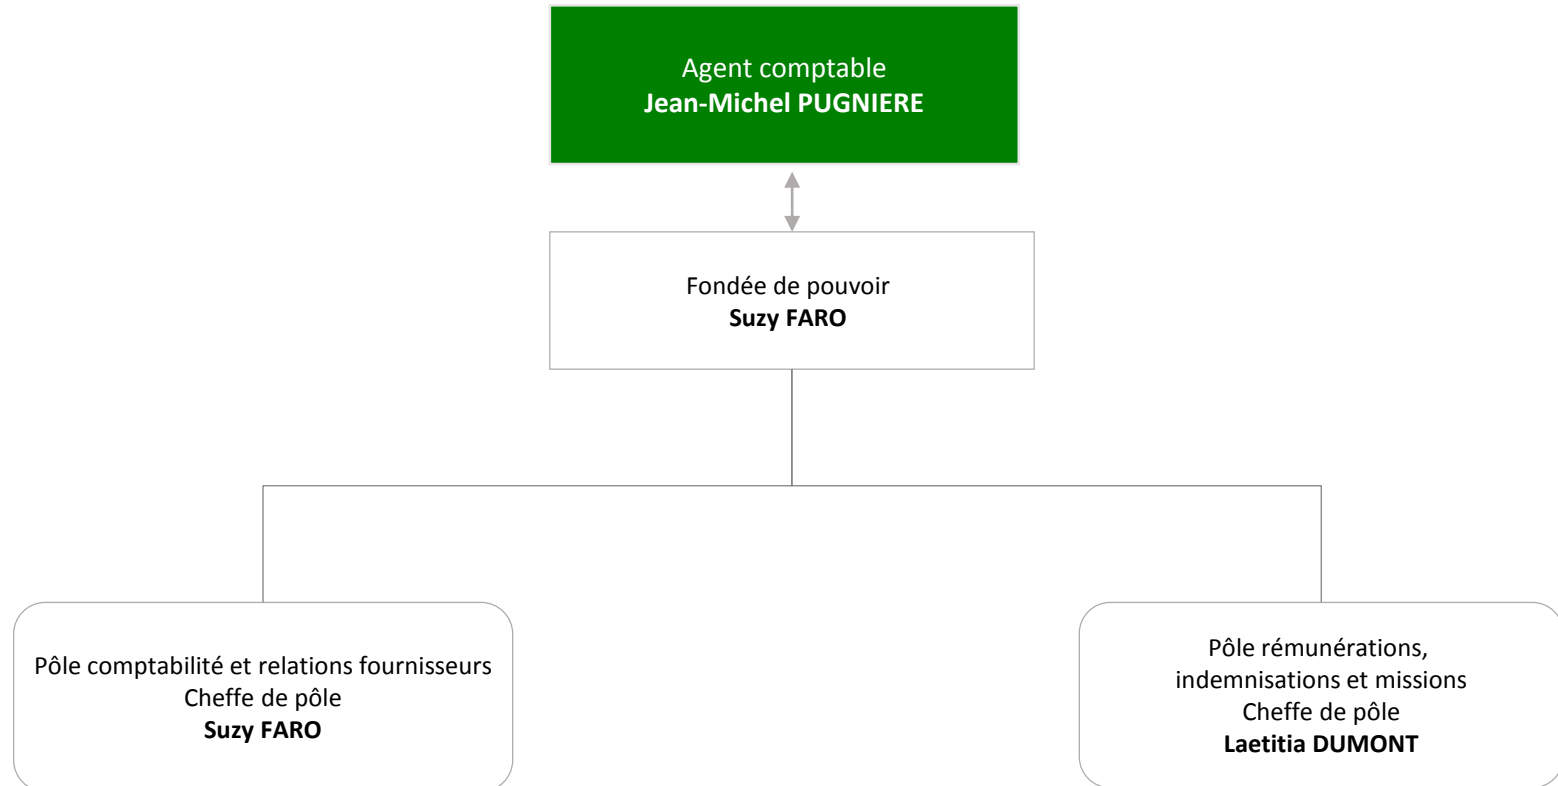 Agent comptable
Jean-Michel PUGNIERE
Fondée de pouvoir
Suzy FARO
Pôle comptabilité et relations fournisseurs
Cheffe de pôle
Suzy FARO
Pôle rémunérations,
indemnisations et missions
Cheffe de pôle
Laetitia DUMONT